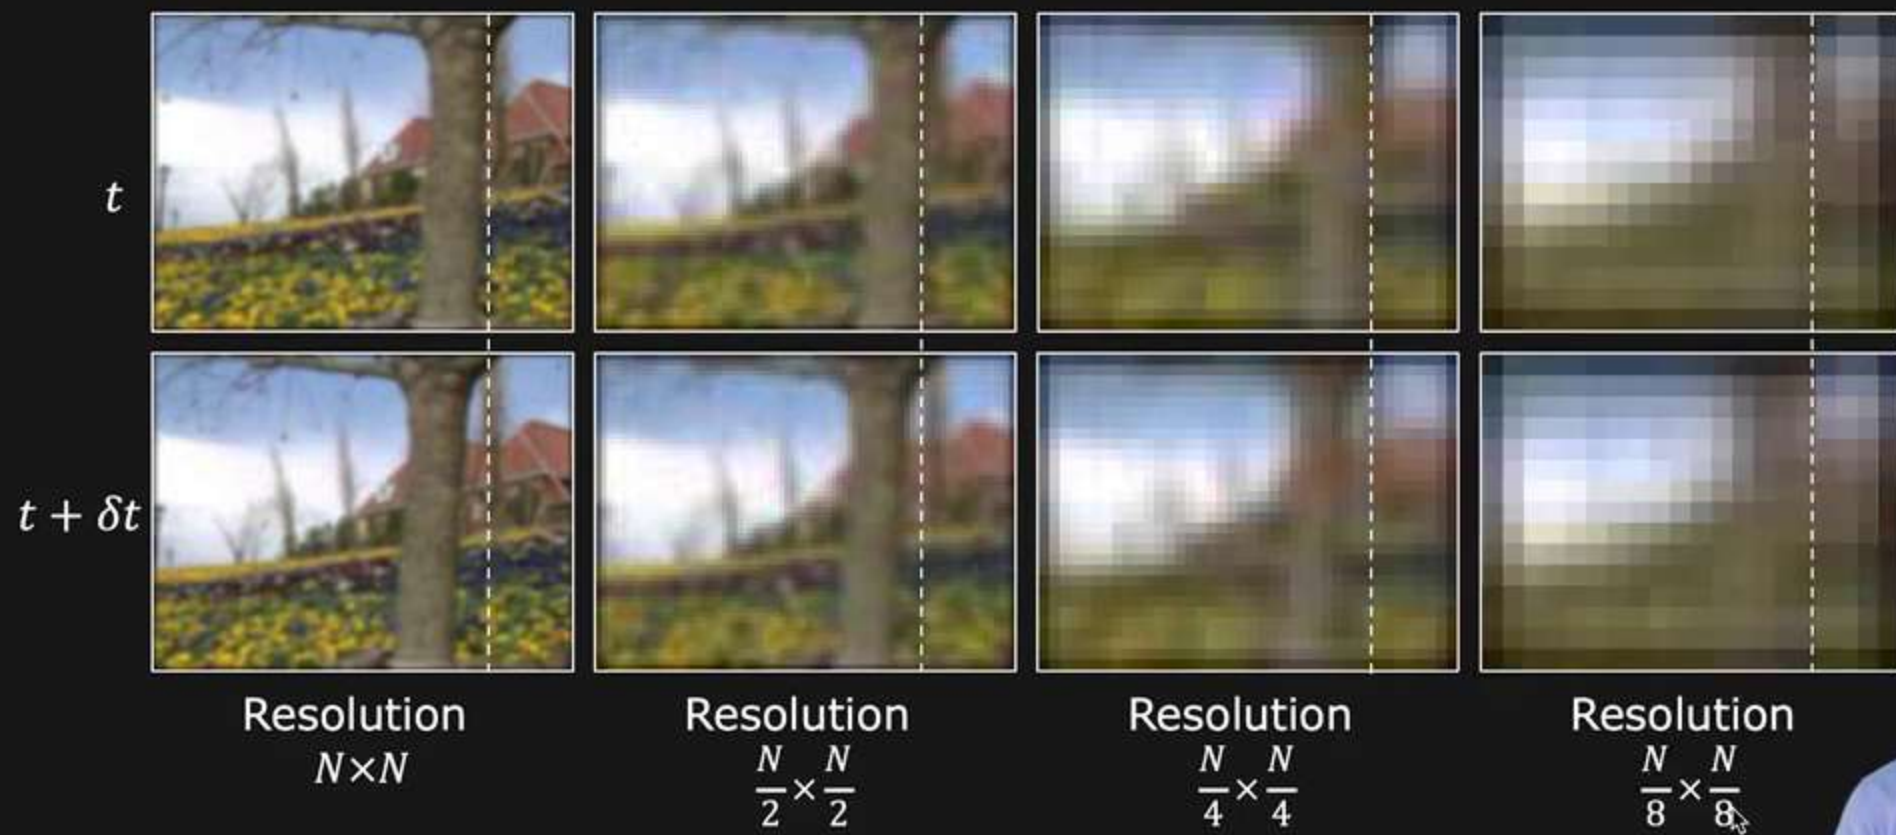 t
t + δt
Resolution
N×N
Resolution
N/2 × N/2
Resolution
N/4 × N/4
Resolution
N/8 × N/8